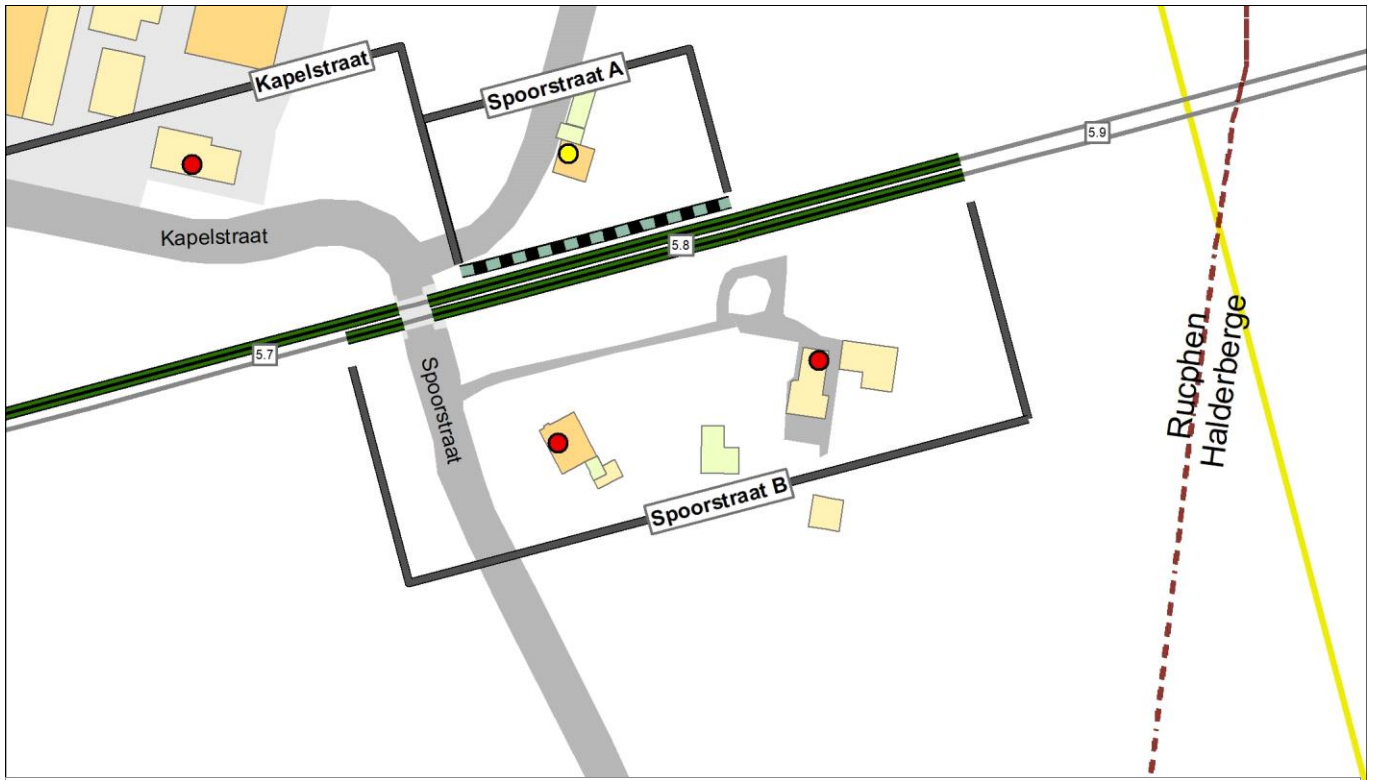 Kapelstraat
Spoorstraat A
5.9
Kapelstraat
5.8
5.7
Spoorstraat
Rucphen
Halderberge
Spoorstraat B